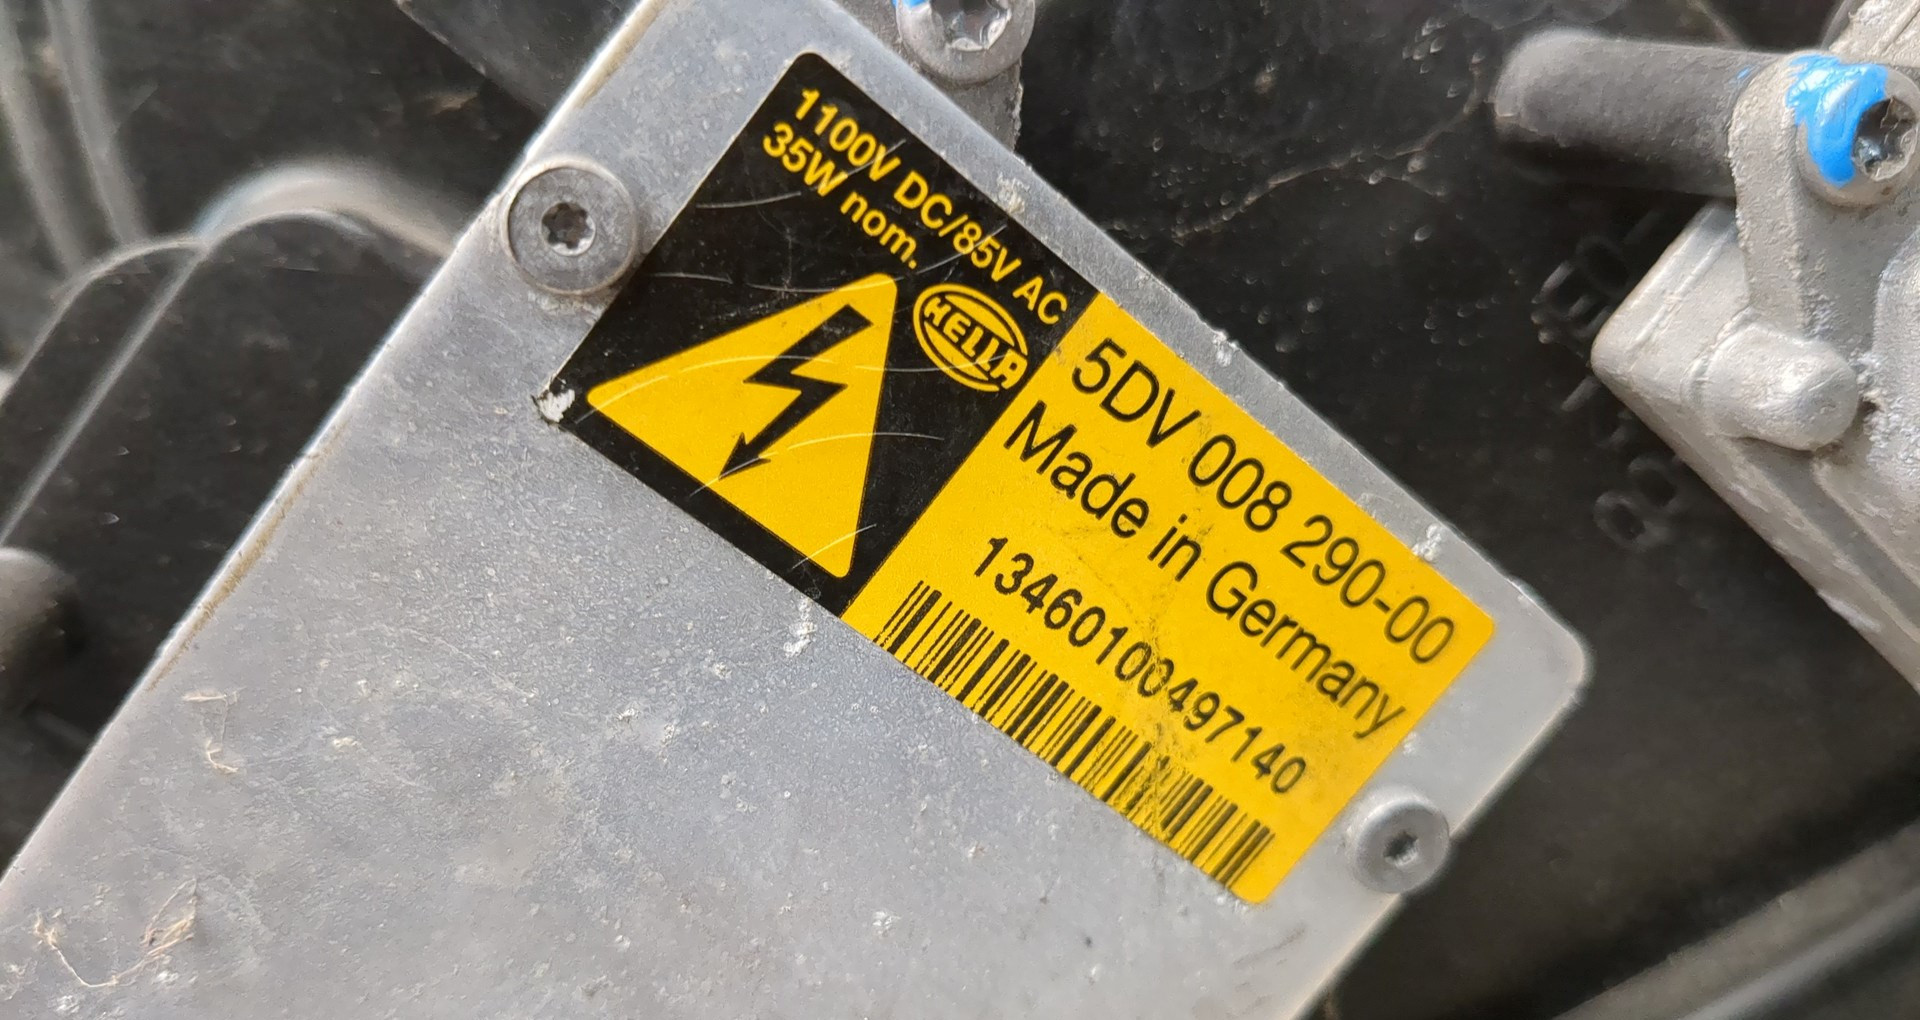 1100V DC/85V AC
35W nom.
HELLA
5DV 008 290-00
Made in Germany
13460100497140